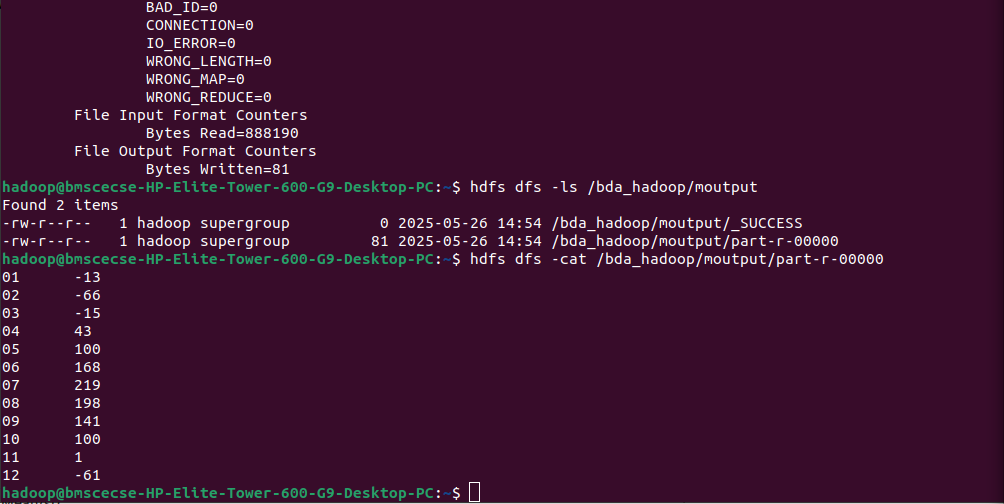 BAD_ID=0
CONNECTION=0
IO_ERROR=0
WRONG_LENGTH=0
WRONG_MAP=0
WRONG_REDUCE=0
File Input Format Counters
Bytes Read=888190
File Output Format Counters
Bytes Written=81
hadoop@bmscecse-HP-Elite-Tower-600-G9-Desktop-PC:~$ hdfs dfs -ls /bda_hadoop/moutput
Found 2 items
-rw-r--r--   1 hadoop supergroup          0 2025-05-26 14:54 /bda_hadoop/moutput/_SUCCESS
-rw-r--r--   1 hadoop supergroup         81 2025-05-26 14:54 /bda_hadoop/moutput/part-r-00000
hadoop@bmscecse-HP-Elite-Tower-600-G9-Desktop-PC:~$ hdfs dfs -cat /bda_hadoop/moutput/part-r-00000
01      -13
02      -66
03      -15
04      43
05      100
06      168
07      219
08      198
09      141
10      100
11      1
12      -61
hadoop@bmscecse-HP-Elite-Tower-600-G9-Desktop-PC:~$